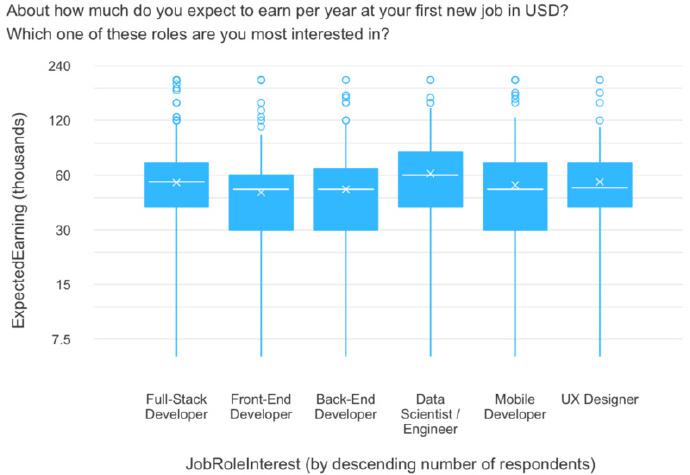 About how much do you expect to earn per year at your first new job in USD?
Which one of these roles are you most interested in?
240
120
60
30
15
7.5
ExpectedEarning (thousands)
Full-Stack
Developer
Front-End
Developer
Back-End
Developer
Data
Scientist /
Engineer
Mobile
Developer
UX Designer
JobRoleInterest (by descending number of respondents)